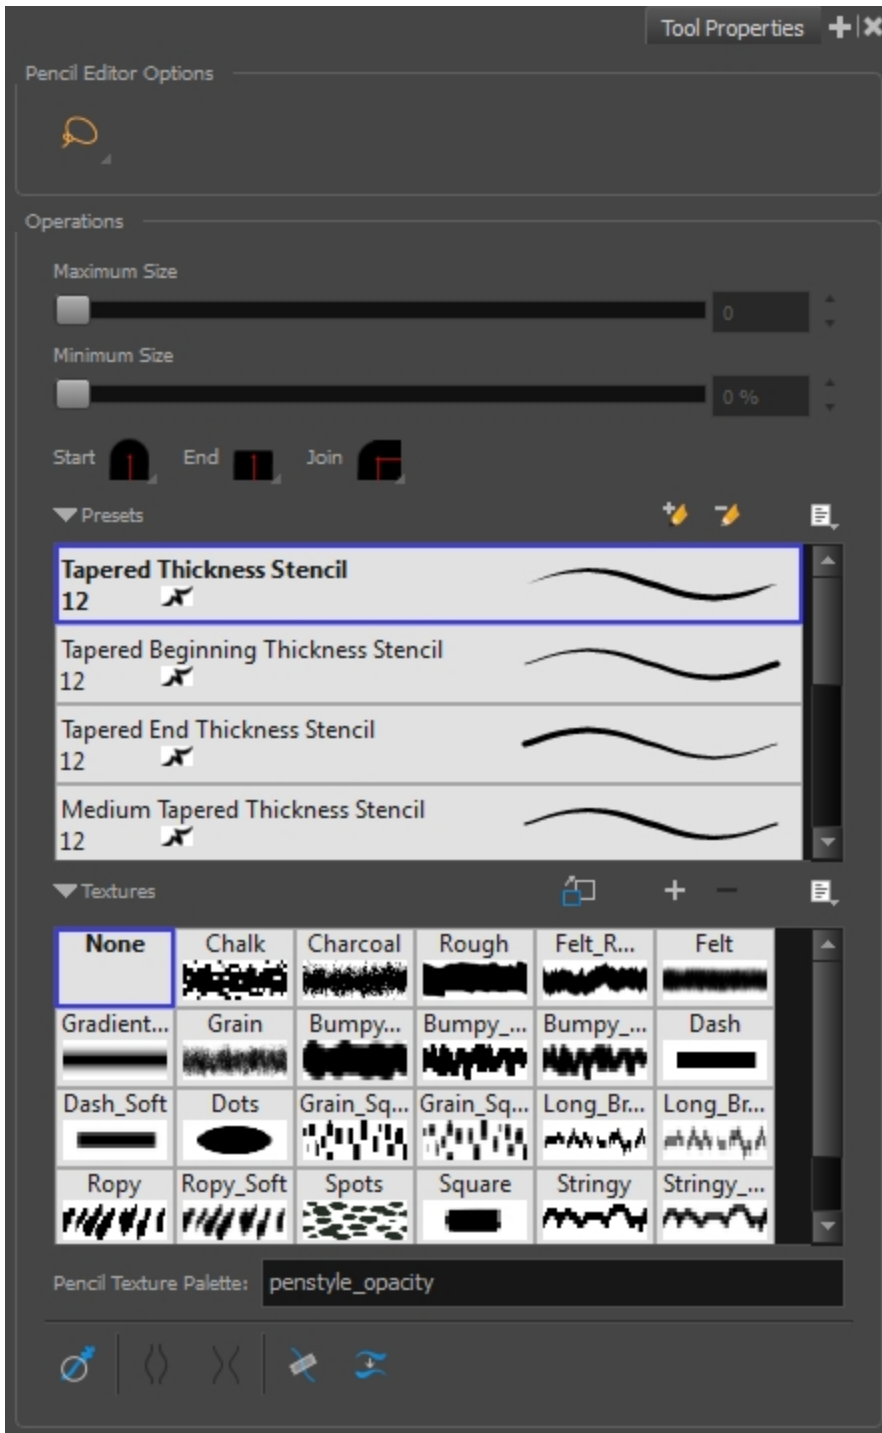 Tool Properties
Pencil Editor Options
Operations
Maximum Size
0
Minimum Size
0 %
Start End Join
Presets
Tapered Thickness Stencil
12
Tapered Beginning Thickness Stencil
12
Tapered End Thickness Stencil
12
Medium Tapered Thickness Stencil
12
Textures
None Chalk Charcoal Rough Felt_R... Felt
Gradient... Grain Bumpy... Bumpy_... Bumpy_... Dash
Dash_Soft Dots Grain_Sq... Grain_Sq... Long_Br... Long_Br...
Ropy Ropy_Soft Spots Square Stringy Stringy_...
Pencil Texture Palette: penstyle_opacity